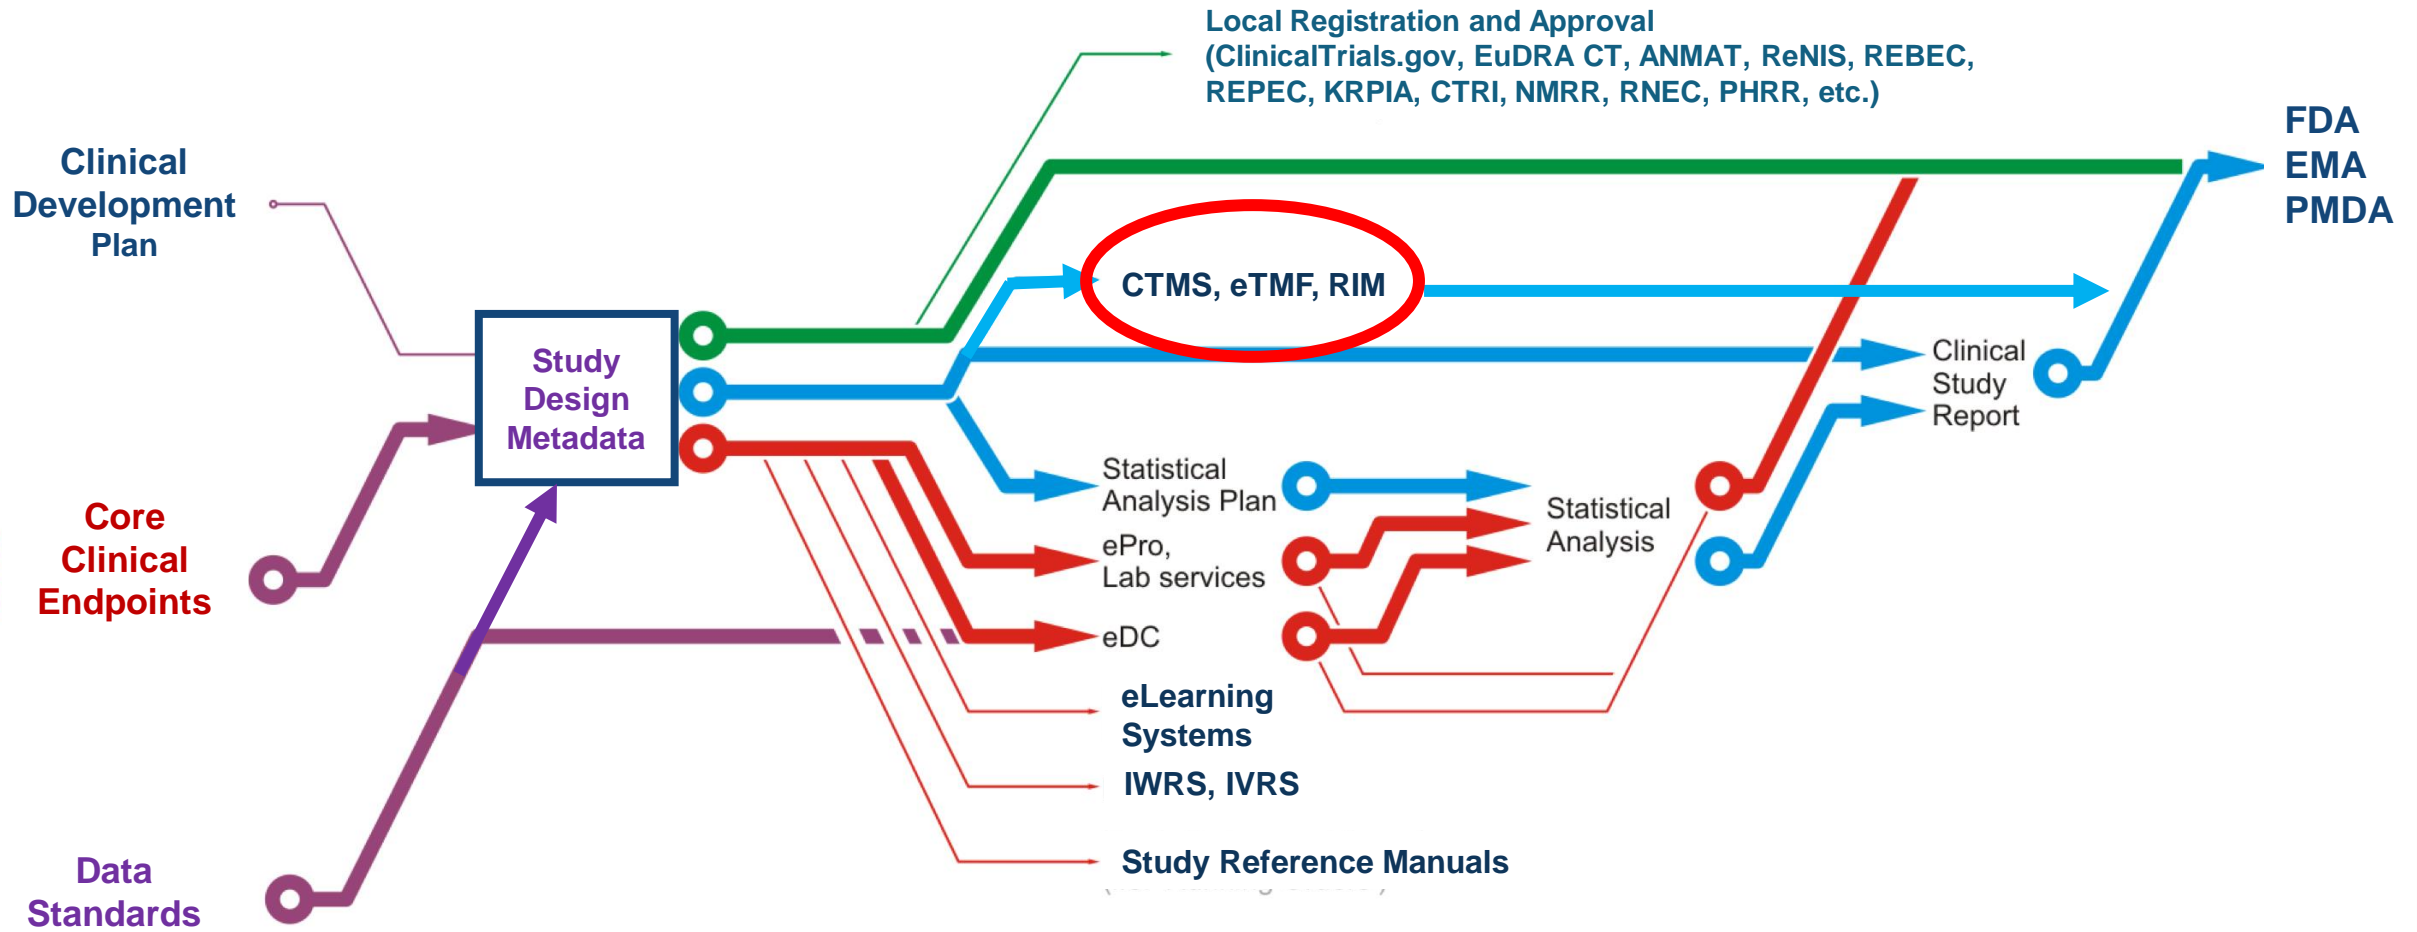 Local Registration and Approval
(ClinicalTrials.gov, EuDRA CT, ANMAT, ReNIS, REBEC,
REPEC, KRPIA, CTRI, NMRR, RNEC, PHRR, etc.)
FDA
EMA
PMDA
Clinical
Development
Plan
CTMS, eTMF, RIM
Study
Design
Metadata
Clinical
Study
Report
Core
Clinical
Endpoints
Statistical
Analysis Plan
Statistical
Analysis
ePro,
Lab services
eDC
eLearning
Systems
IWRS, IVRS
Study Reference Manuals
Data
Standards